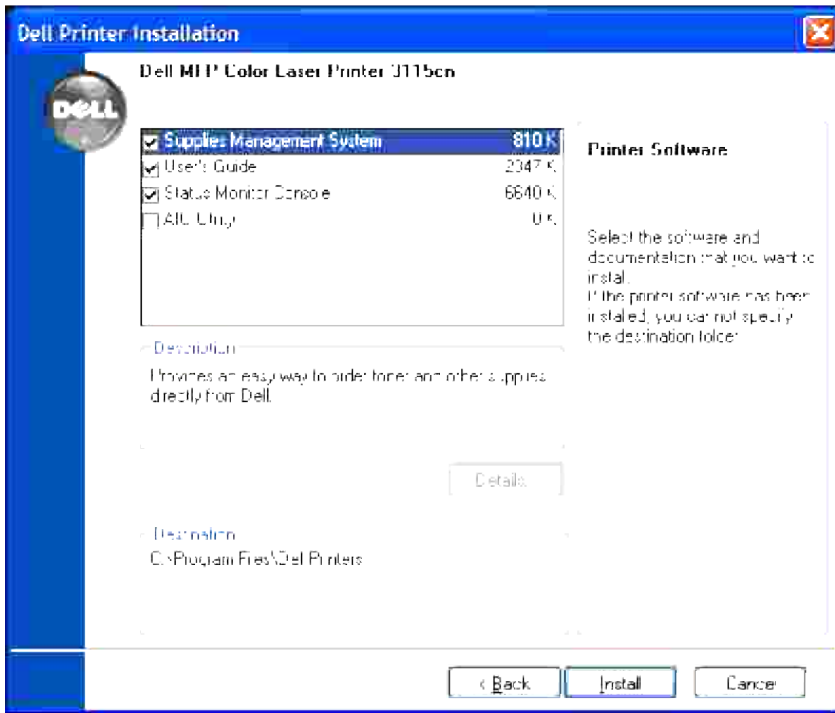 Dell Printer Installation
DELL
Dell MFP Color Laser Printer 3115cn
Supplies Management System 810 K
User's Guide 2347 K
Status Monitor Console 6640 K
0 K
Printer Software
Select the software and
documentation that you want to
install.
If the printer software has been
installed, you can not specify
the destination folder.
Description
Provides an easy way to order toner and other supplies
directly from Dell.
Details...
Destination
C:\Program Files\Dell Printers
< Back
Install
Cancel